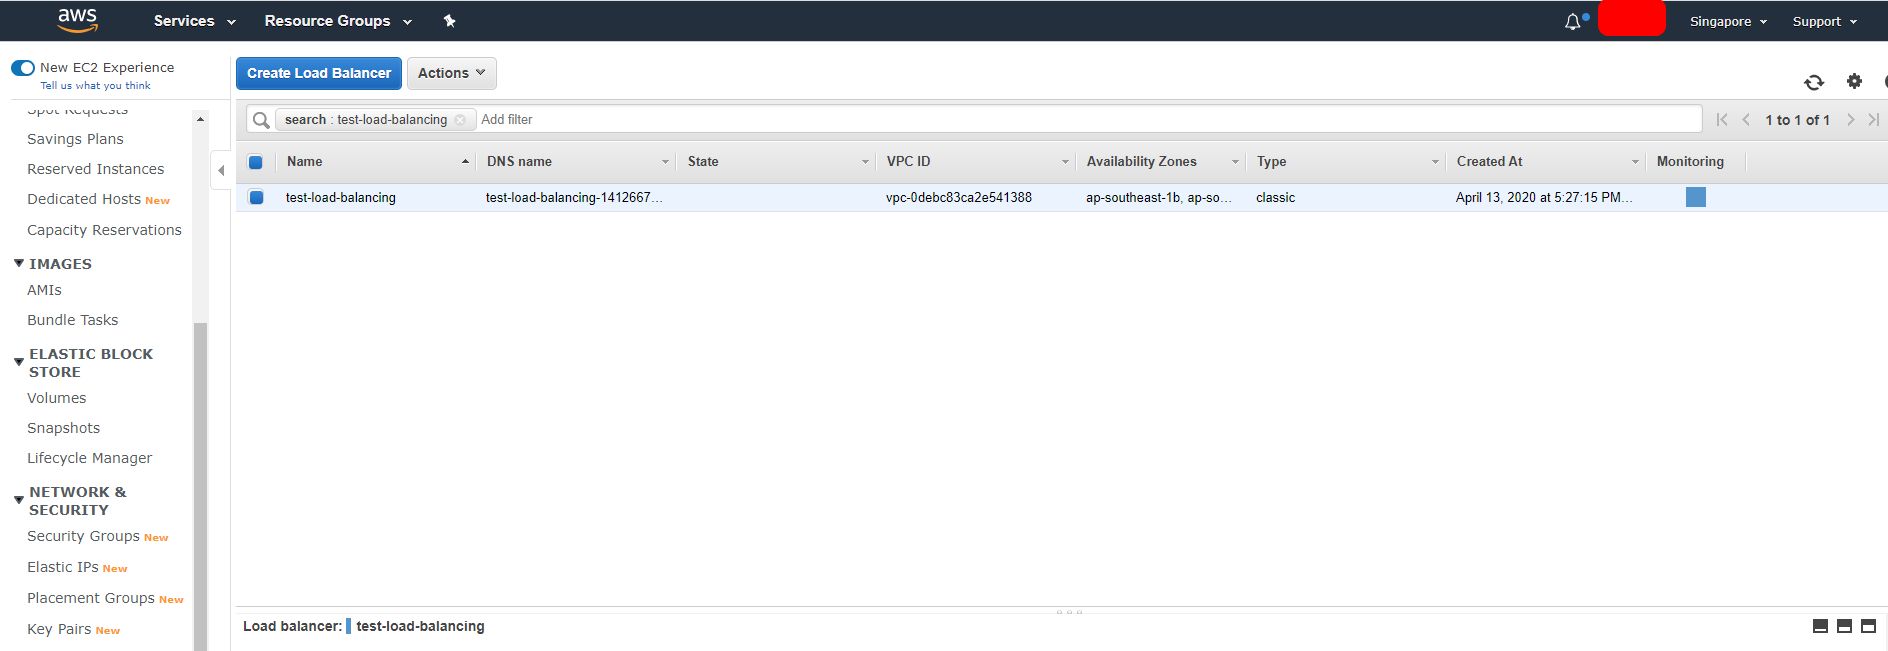 aws Services Resource Groups Singapore Support
New EC2 Experience
Tell us what you think
Spot Requests
Savings Plans
Reserved Instances
Dedicated Hosts New
Capacity Reservations
IMAGES
AMIs
Bundle Tasks
ELASTIC BLOCK
STORE
Volumes
Snapshots
Lifecycle Manager
NETWORK &
SECURITY
Security Groups New
Elastic IPs New
Placement Groups New
Key Pairs New
Create Load Balancer Actions
search : test-load-balancing Add filter 1 to 1 of 1
Name DNS name State VPC ID Availability Zones Type Created At Monitoring
test-load-balancing test-load-balancing-1412667... vpc-0debc83ca2e541388 ap-southeast-1b, ap-so... classic April 13, 2020 at 5:27:15 PM...
Load balancer: test-load-balancing